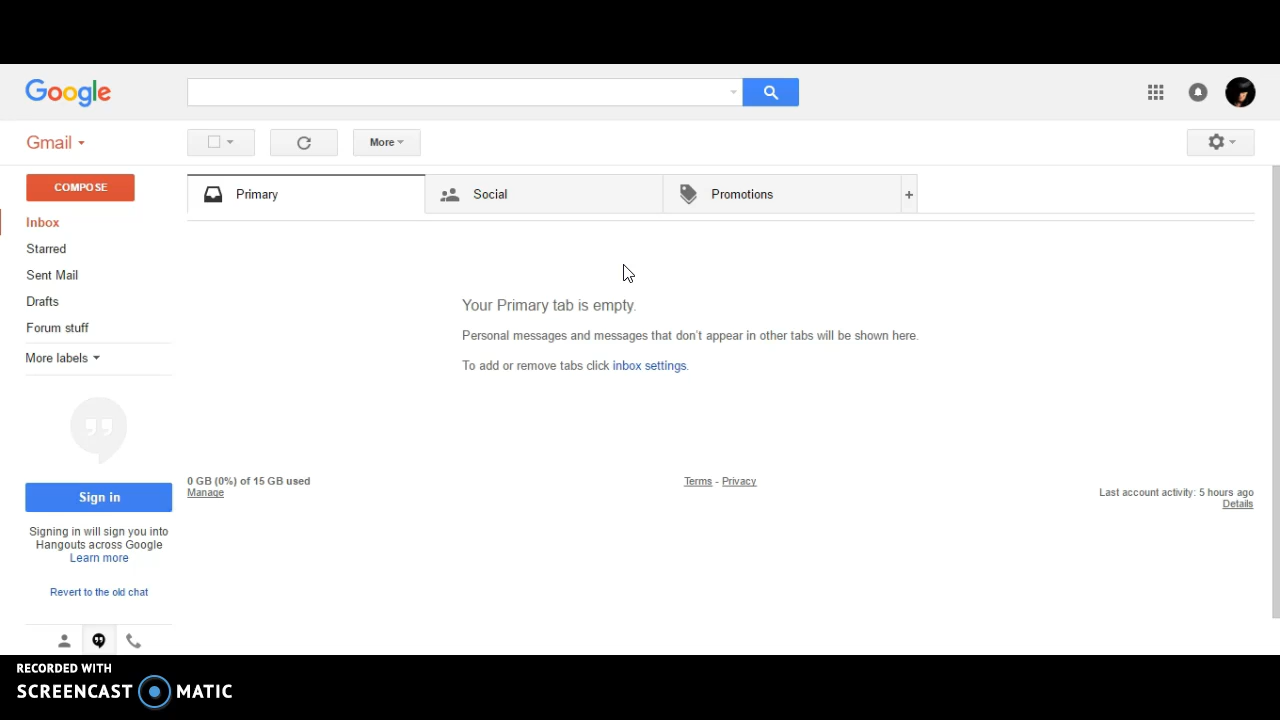 Google
Gmail
More
COMPOSE
Primary
Social
Promotions
+
Inbox
Starred
Sent Mail
Drafts
Forum stuff
More labels
Your Primary tab is empty.
Personal messages and messages that don't appear in other tabs will be shown here.
To add or remove tabs click inbox settings.
Sign in
Signing in will sign you into
Hangouts across Google
Learn more
Revert to the old chat
0 GB (0%) of 15 GB used
Manage
Terms - Privacy
Last account activity: 5 hours ago
Details
RECORDED WITH
SCREENCAST MATIC